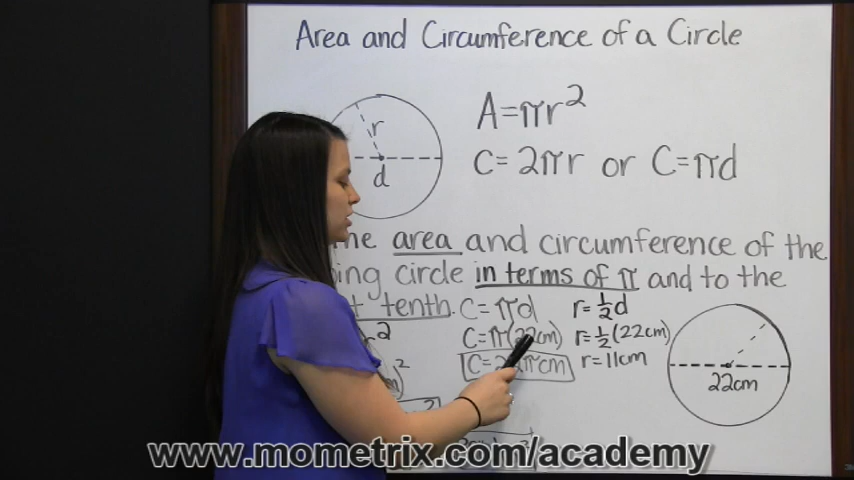 Area and Circumference of a Circle
r
d
A=πr²
C=2πr or C=πd
area and circumference of the
circle in terms of π and to the
tenth.
C=πd
C=π(22cm)
r=½d
r=½(22cm)
r=11cm
22cm
www.mometrix.com/academy